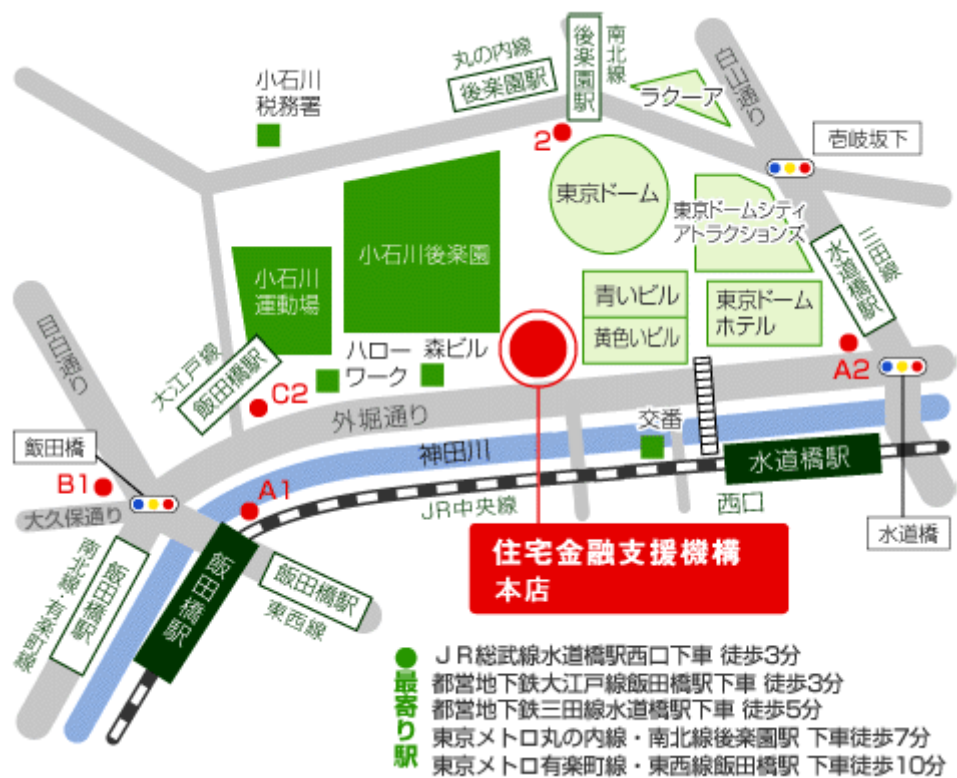 小石川
税務署
丸の内線
後楽園駅
後楽園駅
南北線
ラクーア
白山通り
壱岐坂下
2
東京ドーム
東京ドームシティ
アトラクションズ
三田線
水道橋駅
小石川後楽園
小石川
運動場
青いビル
黄色いビル
東京ドーム
ホテル
目白通り
大江戸線
飯田橋駅
ハロー
ワーク
森ビル
A2
C2
外堀通り
交番
飯田橋
神田川
水道橋駅
B1
A1
大久保通り
JR中央線
西口
水道橋
南北線・有楽町線
飯田橋駅
飯田橋駅
飯田橋駅
東西線
住宅金融支援機構
本店
●最寄り駅
JR総武線水道橋駅西口下車 徒歩3分
都営地下鉄大江戸線飯田橋駅下車 徒歩3分
都営地下鉄三田線水道橋駅下車 徒歩5分
東京メトロ丸の内線・南北線後楽園駅 下車徒歩7分
東京メトロ有楽町線・東西線飯田橋駅 下車徒歩10分